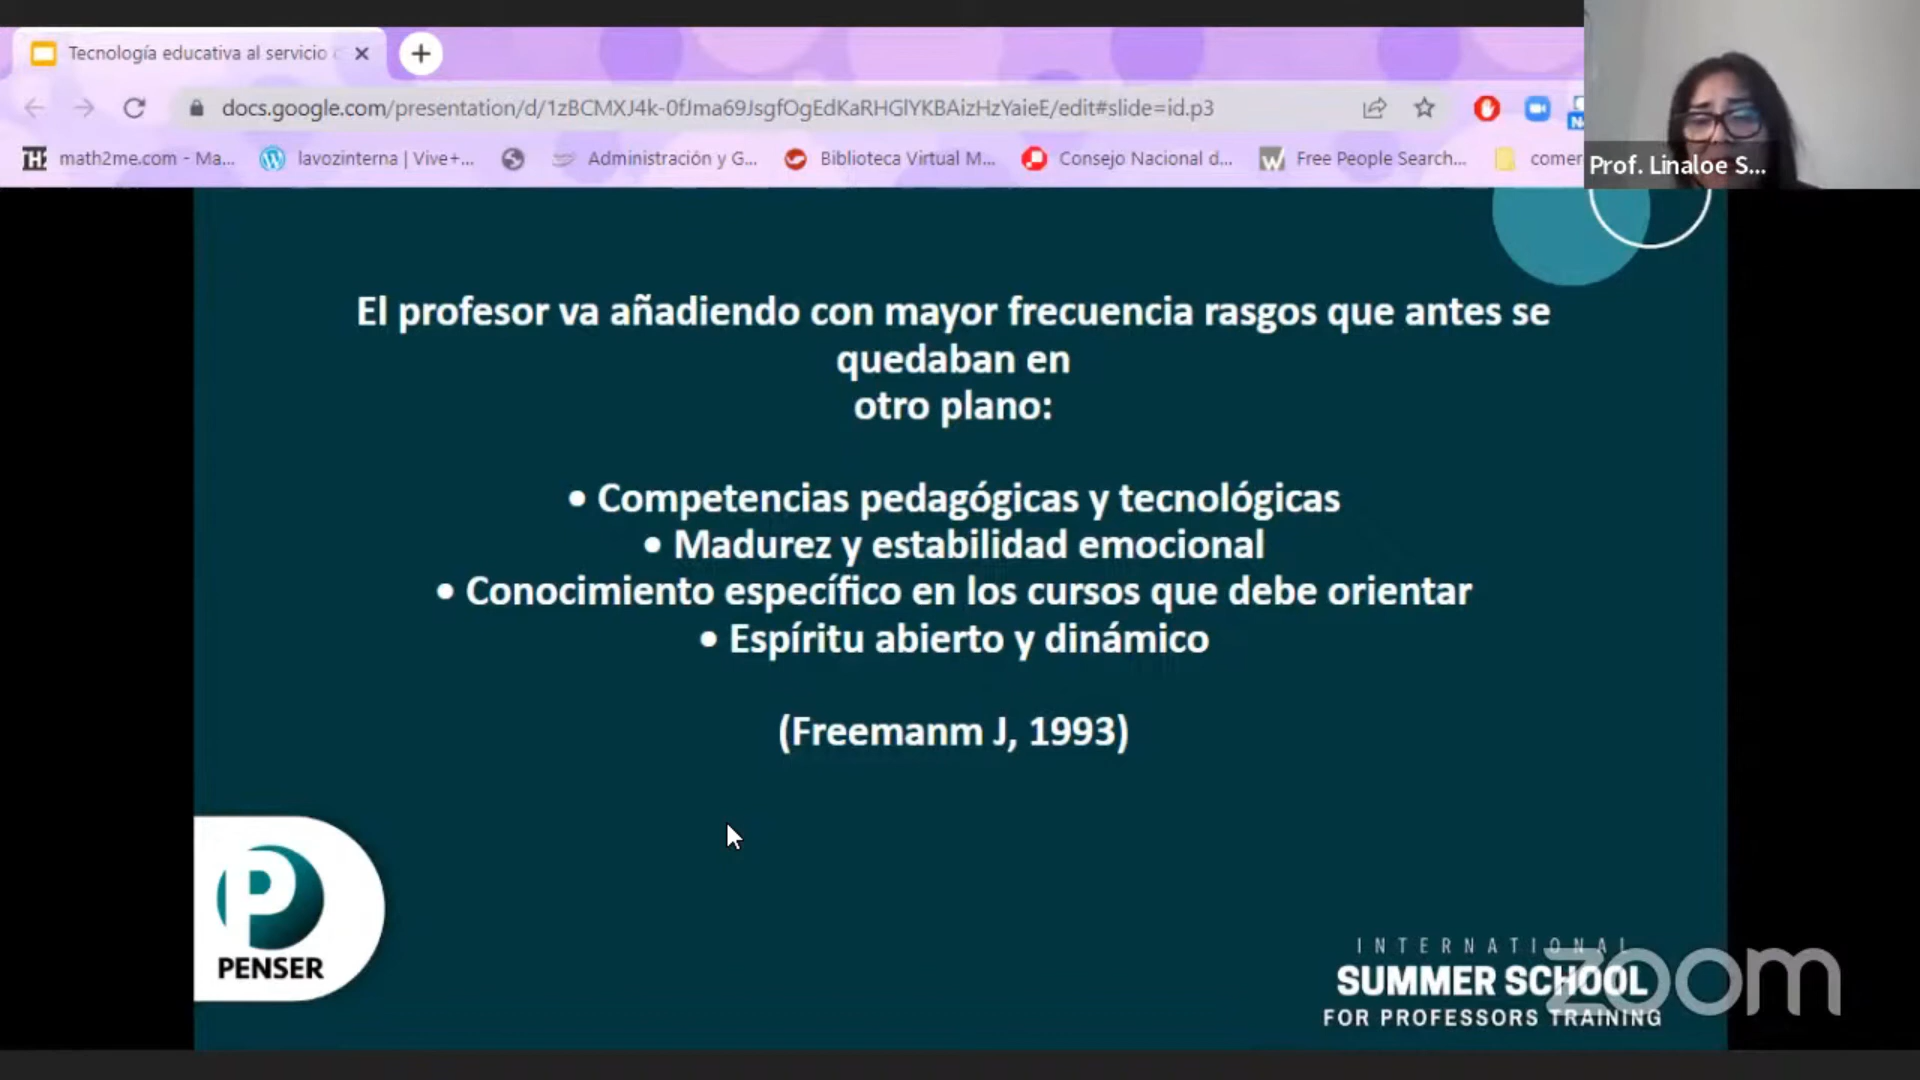 Tecnología educativa al servicio
docs.google.com/presentation/d/1zBCMXJ4k-0fJma69JsgfOgEdKaRHGlYKBAizHzYaieE/edit#slide=id.p3
math2me.com - Ma...
lavozinterna | Vive+...
Administración y G...
Biblioteca Virtual M...
Consejo Nacional d...
Free People Search...
comer
Prof. Linaloe S...
El profesor va añadiendo con mayor frecuencia rasgos que antes se
quedaban en
otro plano:
• Competencias pedagógicas y tecnológicas
• Madurez y estabilidad emocional
• Conocimiento específico en los cursos que debe orientar
• Espíritu abierto y dinámico
(Freemanm J, 1993)
P
PENSER
INTERNATIONAL
SUMMER SCHOOL
FOR PROFESSORS TRAINING
zoom